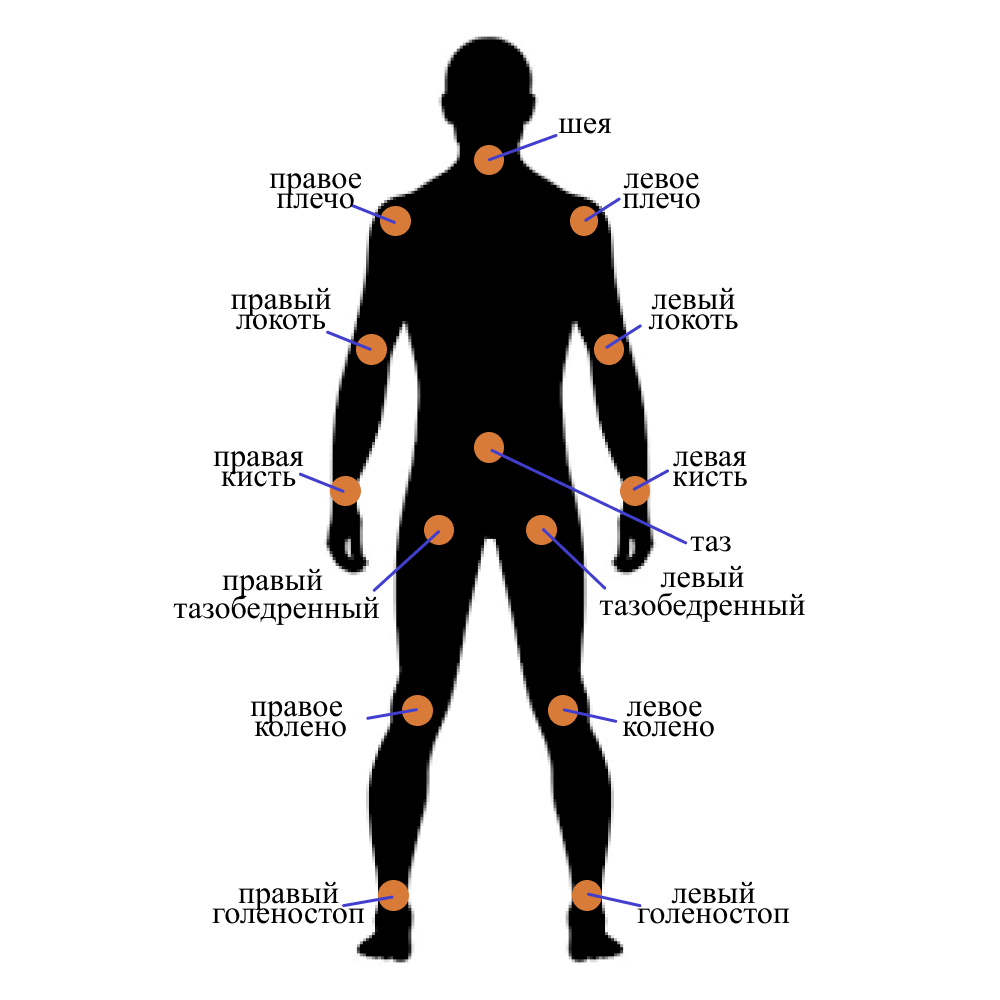 шея
правое
плечо
левое
плечо
правый
локоть
левый
локоть
правая
кисть
левая
кисть
таз
правый
тазобедренный
левый
тазобедренный
правое
колено
левое
колено
правый
голеностоп
левый
голеностоп